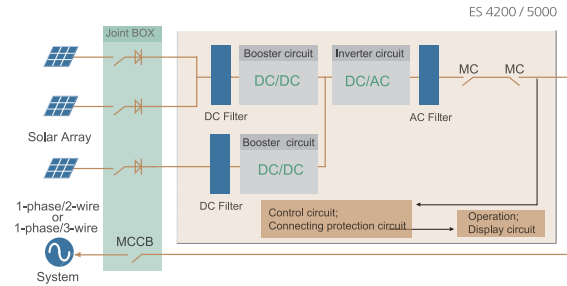 ES 4200 / 5000
Joint BOX
Booster circuit
Inverter circuit
DC/DC
DC/AC
MC
MC
DC Filter
AC Filter
Solar Array
Booster circuit
DC/DC
DC Filter
1-phase/2-wire
or
1-phase/3-wire
Control circuit;
Connecting protection circuit
Operation;
Display circuit
MCCB
System